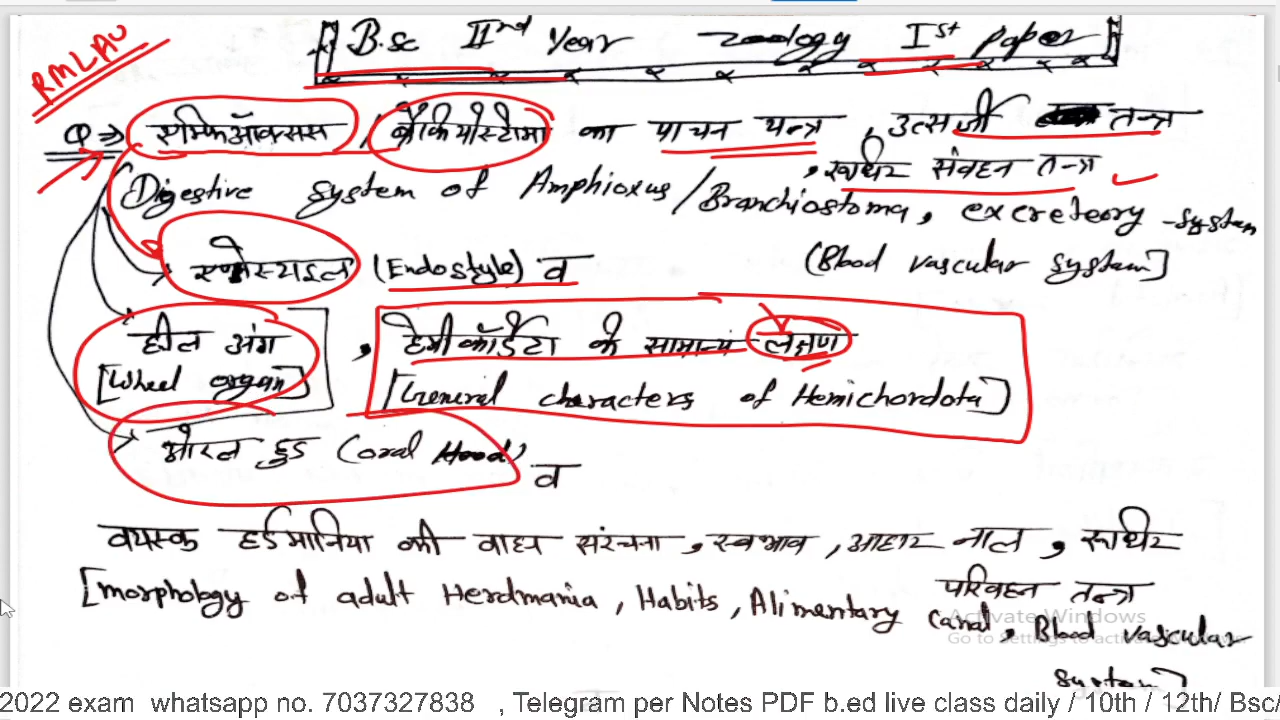 RMLAU
B.sc IInd Year zoology Ist paper
Q⇒ एम्फिऑक्सस / ब्रैंकियोस्टोमा का पाचन यन्त्र , उत्सर्जी तन्त्र
, रूधिर संवहन तन्त्र
Digestive system of Amphioxus/Branchiostoma, excreteory -system
एण्डोस्टाइल (Endostyle) व (Blood vascular system]
हील अंग , हेमीकॉर्डेटा के सामान्य लक्षण
[Wheel organ] [General characters of Hemichordota]
ओरल हुड (oral Hood) व
वयस्क हर्डमानिया की वाह्य संरचना , स्वभाव , आहार नाल , रूधिर
परिवहन तन्त्र
[morphology of adult Herdmania , Habits , Alimentary canal , Blood vascular
system]
Activate Windows
Go to Settings to activate Windows
2022 exam whatsapp no. 7037327838 , Telegram per Notes PDF b.ed live class daily / 10th / 12th/ Bsc/